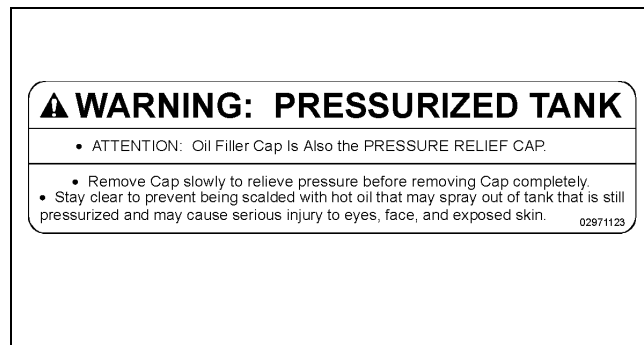 WARNING: PRESSURIZED TANK
• ATTENTION: Oil Filler Cap Is Also the PRESSURE RELIEF CAP.
• Remove Cap slowly to relieve pressure before removing Cap completely.
• Stay clear to prevent being scalded with hot oil that may spray out of tank that is still
pressurized and may cause serious injury to eyes, face, and exposed skin.
02971123